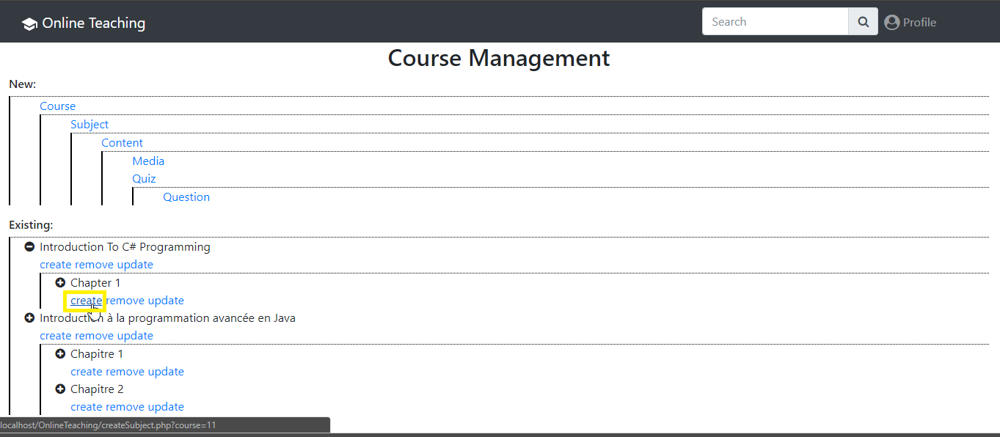 Online Teaching
Search
Profile
Course Management
New:
Course
Subject
Content
Media
Quiz
Question
Existing:
Introduction To C# Programming
create remove update
Chapter 1
create remove update
Introduction à la programmation avancée en Java
create remove update
Chapitre 1
create remove update
Chapitre 2
create remove update
localhost/OnlineTeaching/createSubject.php?course=11